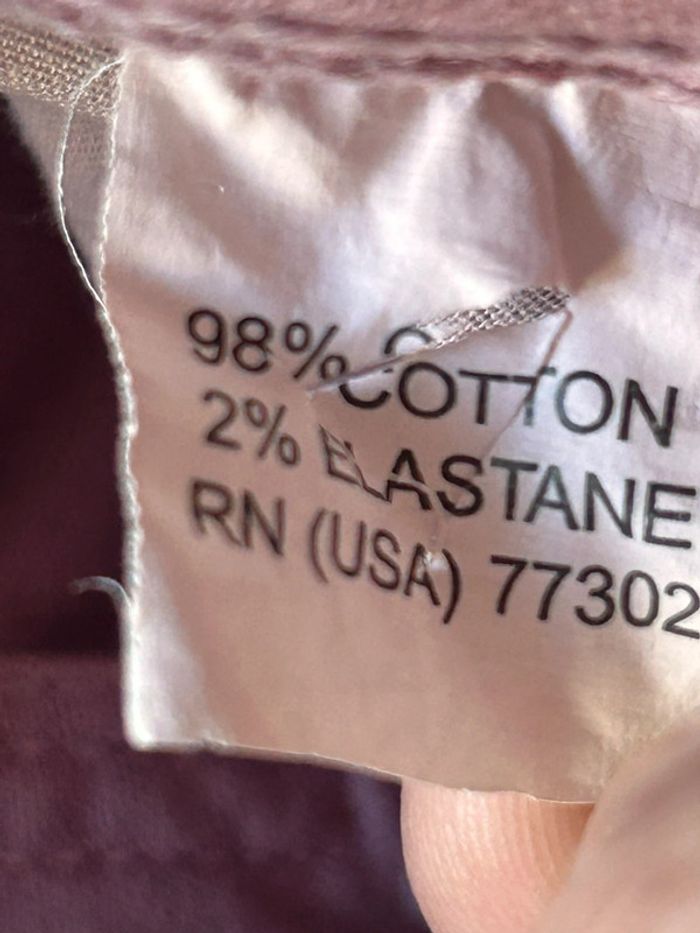 98% COTTON
2% ELASTANE
RN (USA) 77302